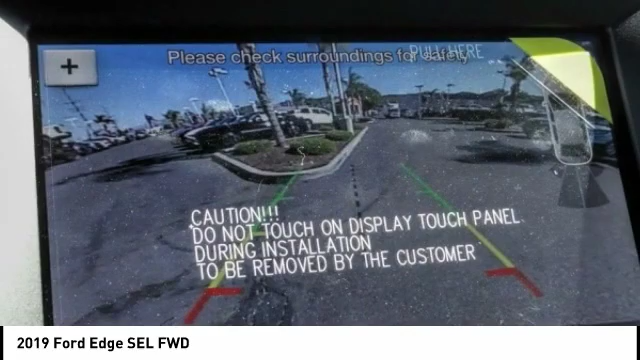 Please check surroundings for safety
PULL HERE
+
CAUTION!!!
DO NOT TOUCH ON DISPLAY TOUCH PANEL
DURING INSTALLATION
TO BE REMOVED BY THE CUSTOMER
2019 Ford Edge SEL FWD